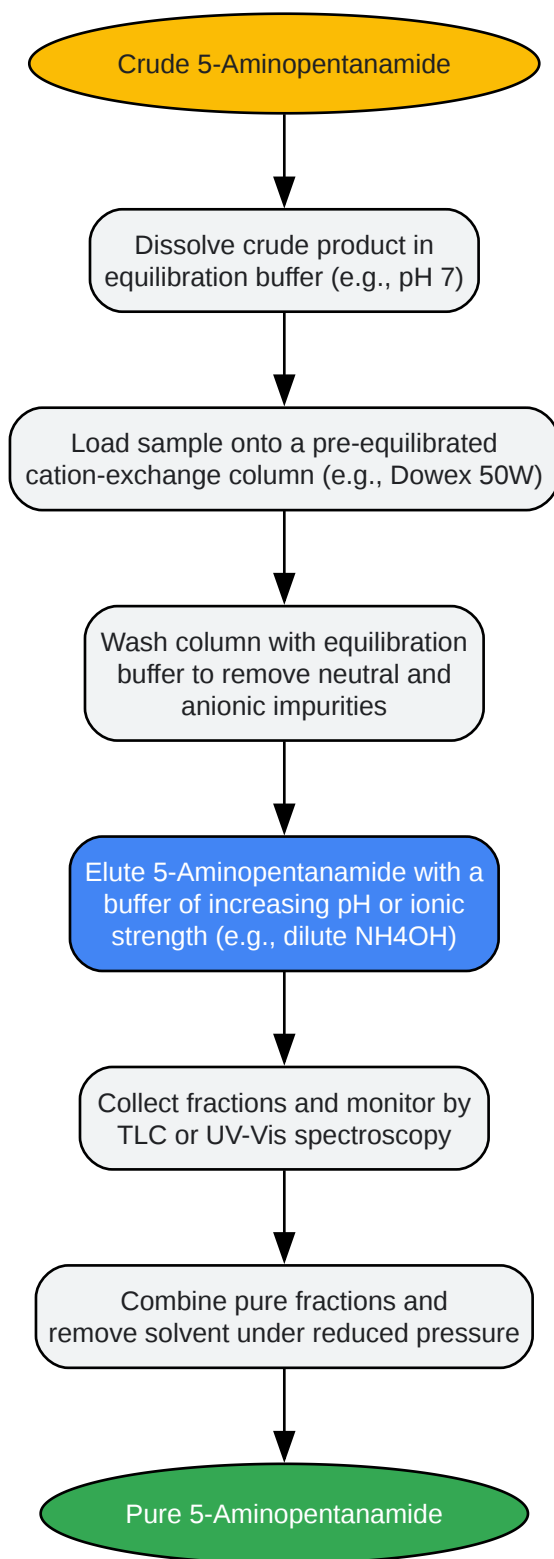 Crude 5-Aminopentanamide
Dissolve crude product in
equilibration buffer (e.g., pH 7)
Load sample onto a pre-equilibrated
cation-exchange column (e.g., Dowex 50W)
Wash column with equilibration
buffer to remove neutral and
anionic impurities
Elute 5-Aminopentanamide with a
buffer of increasing pH or ionic
strength (e.g., dilute NH4OH)
Collect fractions and monitor by
TLC or UV-Vis spectroscopy
Combine pure fractions and
remove solvent under reduced pressure
Pure 5-Aminopentanamide